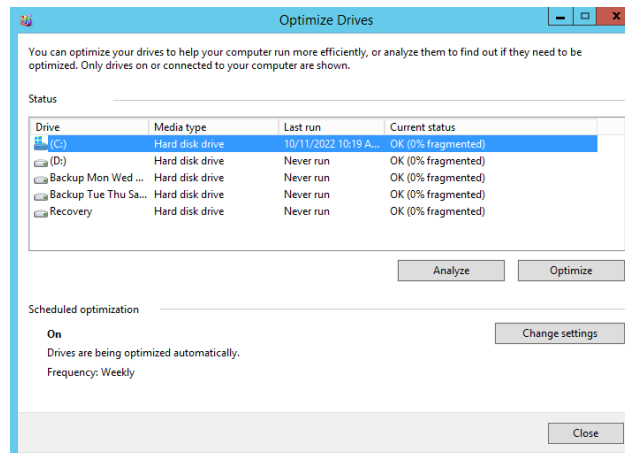 Optimize Drives
You can optimize your drives to help your computer run more efficiently, or analyze them to find out if they need to be
optimized. Only drives on or connected to your computer are shown.
Status
Drive Media type Last run Current status
(C:) Hard disk drive 10/11/2022 10:19 A... OK (0% fragmented)
(D:) Hard disk drive Never run OK (0% fragmented)
Backup Mon Wed ... Hard disk drive Never run OK (0% fragmented)
Backup Tue Thu Sa... Hard disk drive Never run OK (0% fragmented)
Recovery Hard disk drive Never run OK (0% fragmented)
Analyze Optimize
Scheduled optimization
On Change settings
Drives are being optimized automatically.
Frequency: Weekly
Close